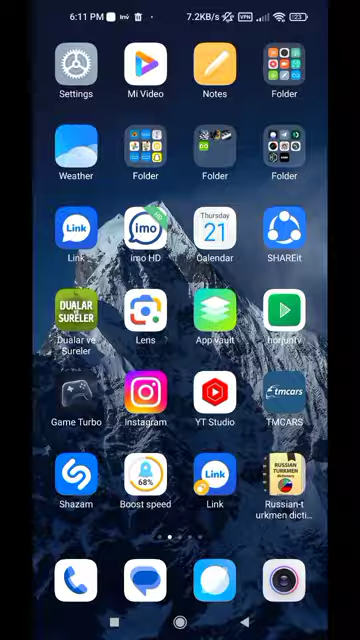 6:11 PM
7.2KB/s
VPN
23
Settings
Mi Video
Notes
Folder
Weather
Folder
Folder
Folder
Link
Link
imo
HD
imo HD
Thursday
21
Calendar
SHAREit
DUALAR
ve
SURELER
Dualar ve
Sureler
Lens
App vault
horjuntv
Game Turbo
Instagram
YT Studio
tmcars
TMCARS
Shazam
68%
Boost speed
Link
Link
RUSSIAN
TURKMEN
dictionary
Russian-t
urkmen dicti...